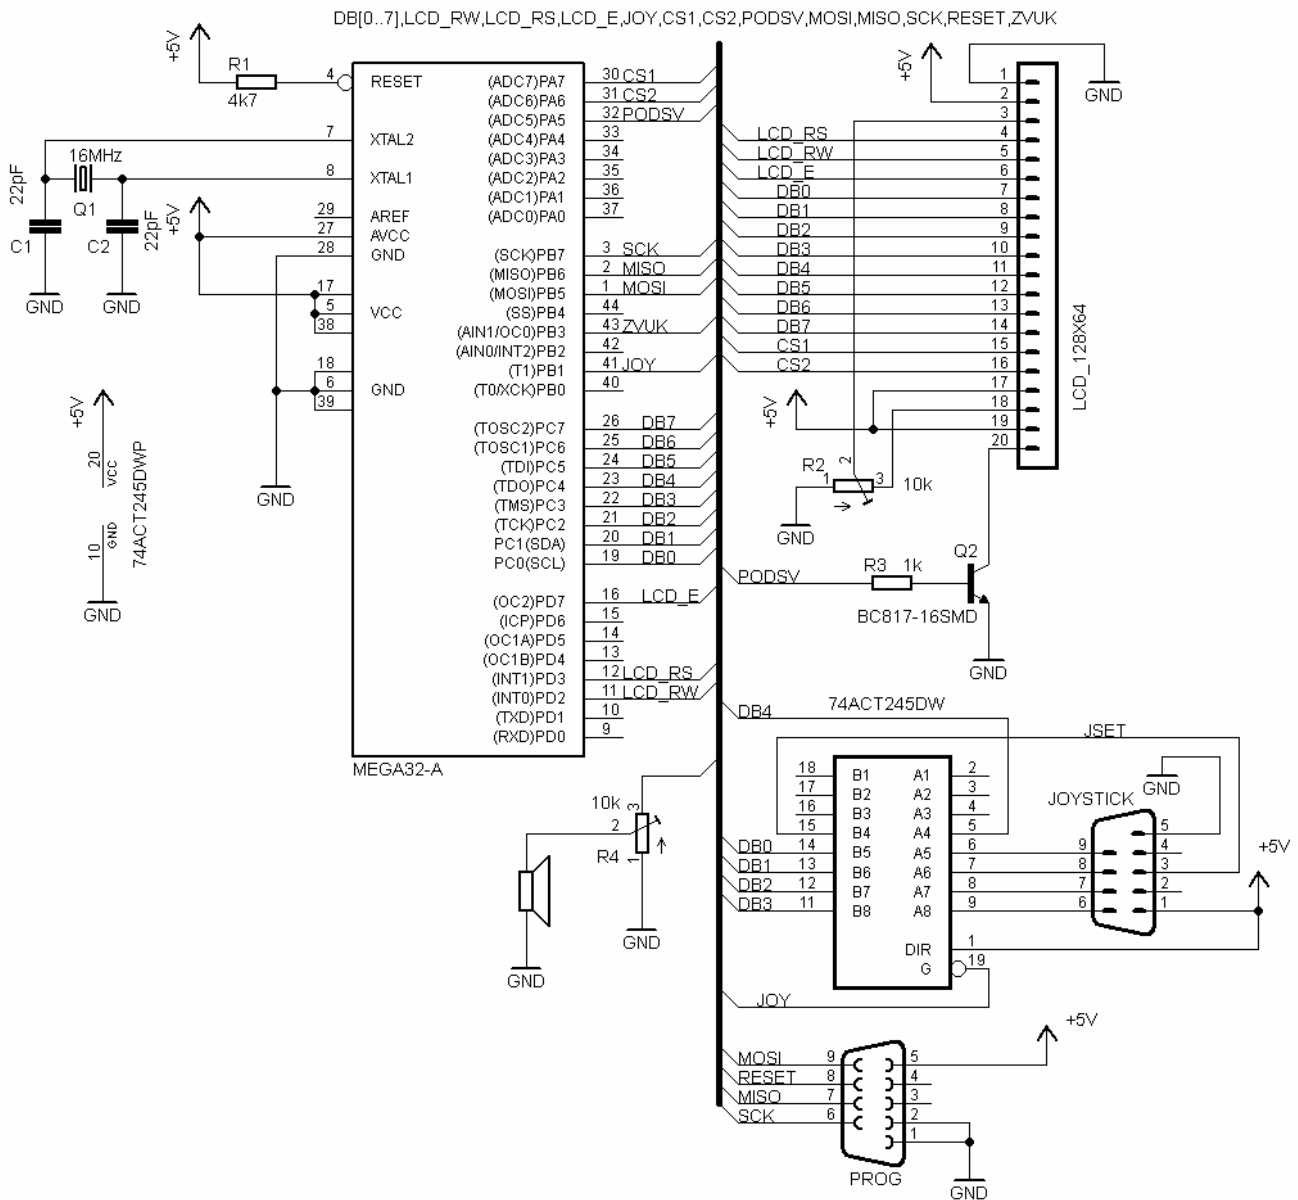 DB[0..7],LCD_RW,LCD_RS,LCD_E,JOY,CS1,CS2,PODSV,MOSI,MISO,SCK,RESET,ZVUK
+5V
R1
4k7
4 RESET
7 XTAL2
16MHz
8 XTAL1
Q1
22pF
C1
C2
22pF
GND
GND
+5V
29 AREF
27 AVCC
28 GND
17
5 VCC
38
18
6 GND
39
GND
(ADC7)PA7 30 CS1
(ADC6)PA6 31 CS2
(ADC5)PA5 32 PODSV
(ADC4)PA4 33
(ADC3)PA3 34
(ADC2)PA2 35
(ADC1)PA1 36
(ADC0)PA0 37
(SCK)PB7 3 SCK
(MISO)PB6 2 MISO
(MOSI)PB5 1 MOSI
(SS)PB4 44
(AIN1/OC0)PB3 43 ZVUK
(AIN0/INT2)PB2 42
(T1)PB1 41 JOY
(T0/XCK)PB0 40
(TOSC2)PC7 26 DB7
(TOSC1)PC6 25 DB6
(TDI)PC5 24 DB5
(TDO)PC4 23 DB4
(TMS)PC3 22 DB3
(TCK)PC2 21 DB2
PC1(SDA) 20 DB1
PC0(SCL) 19 DB0
(OC2)PD7 16 LCD_E
(ICP)PD6 15
(OC1A)PD5 14
(OC1B)PD4 13
(INT1)PD3 12 LCD_RS
(INT0)PD2 11 LCD_RW
(TXD)PD1 10
(RXD)PD0 9
MEGA32-A
+5V
20
VCC
10
GND
74ACT245DWP
GND
+5V
GND
1
2
3
LCD_RS 4
LCD_RW 5
LCD_E 6
DB0 7
DB1 8
DB2 9
DB3 10
DB4 11
DB5 12
DB6 13
DB7 14
CS1 15
CS2 16
17
18
19
20
LCD_128X64
+5V
R2
1
2
3
10k
GND
PODSV
R3 1k
Q2
BC817-16SMD
GND
DB4
74ACT245DW
JSET
18 B1 A1 2
17 B2 A2 3
16 B3 A3 4
15 B4 A4 5
DB0 14 B5 A5 6
DB1 13 B6 A6 7
DB2 12 B7 A7 8
DB3 11 B8 A8 9
DIR 1
G 19
JOY
JOYSTICK
GND
9
8
7
6
5
4
3
2
1
+5V
10k
3
2
R4
1
GND
GND
+5V
MOSI 9
RESET 8
MISO 7
SCK 6
5
4
3
2
1
PROG
GND